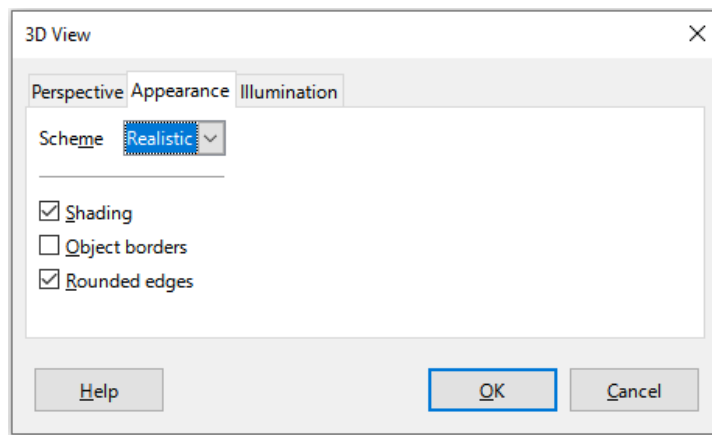 3D View
Perspective Appearance Illumination
Scheme Realistic
Shading
Object borders
Rounded edges
Help OK Cancel